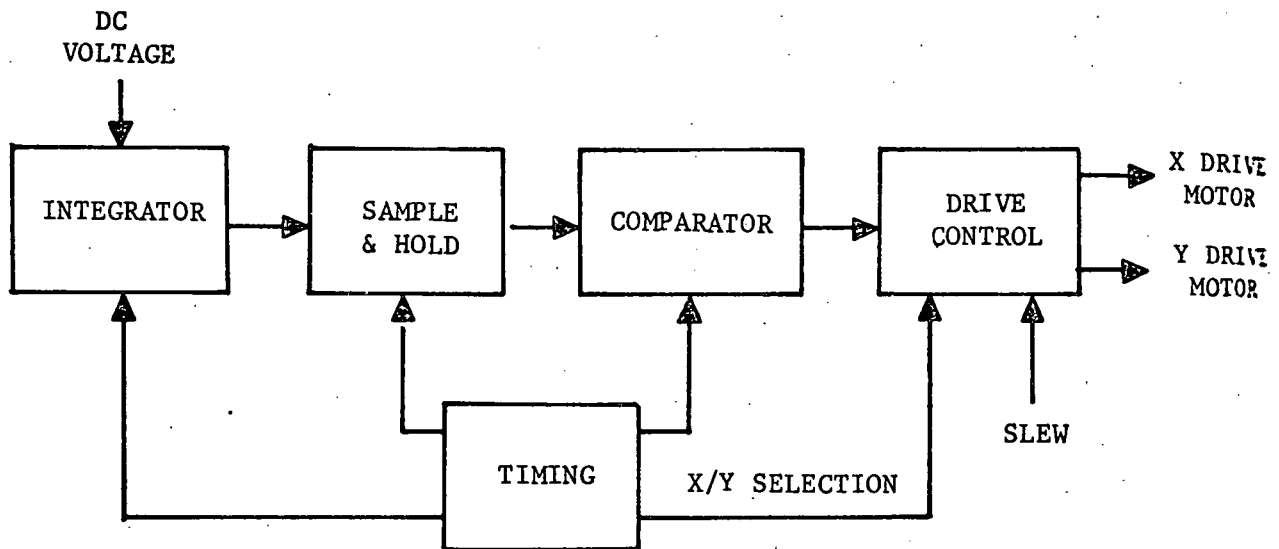 DC
VOLTAGE
INTEGRATOR
SAMPLE
& HOLD
COMPARATOR
DRIVE
CONTROL
X DRIVE
MOTOR
Y DRIVE
MOTOR
SLEW
TIMING
X/Y SELECTION